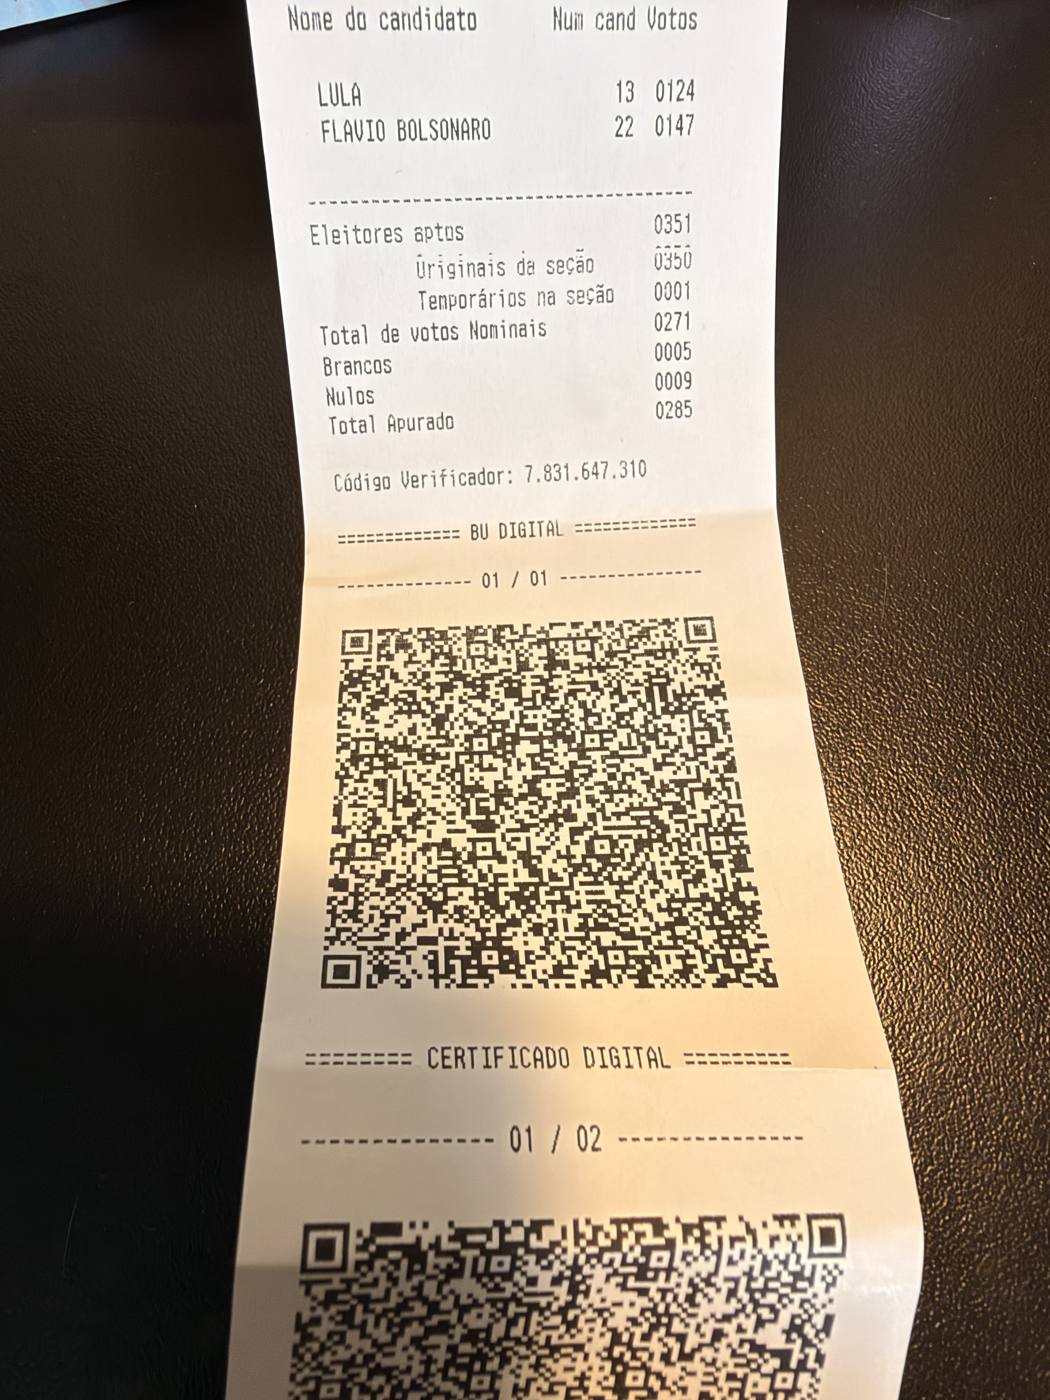 Nome do candidato Num cand Votos
LULA 13 0124
FLAVIO BOLSONARO 22 0147
--------------------------------------
Eleitores aptos 0351
Originais da seção 0350
Temporários na seção 0001
Total de votos Nominais 0271
Brancos 0005
Nulos 0009
Total Apurado 0285
Código Verificador: 7.831.647.310
============= BU DIGITAL =============
-------------- 01 / 01 ---------------
======== CERTIFICADO DIGITAL =========
-------------- 01 / 02 --------------